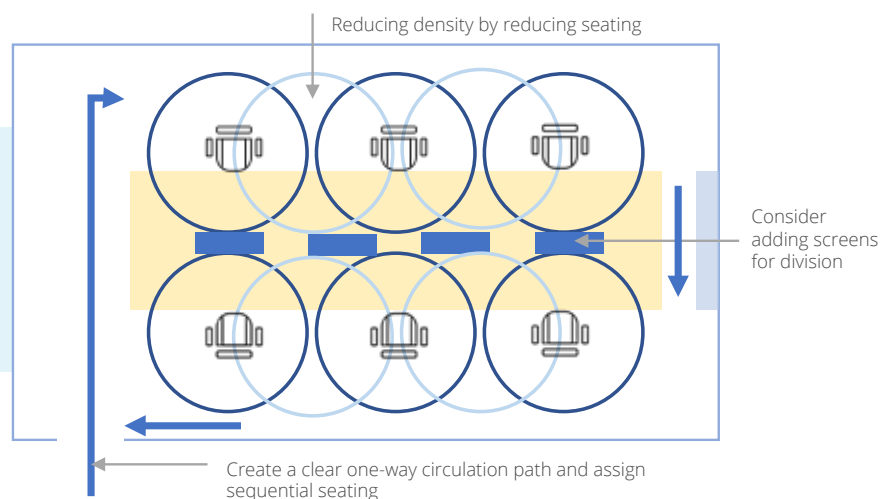 Reducing density by reducing seating
Consider
adding screens
for division
Create a clear one-way circulation path and assign
sequential seating